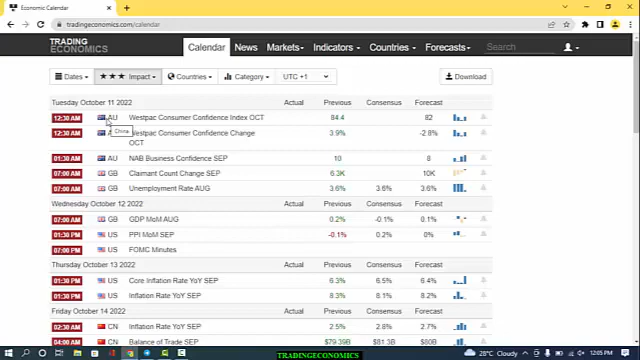 Economic Calendar
tradingeconomics.com/calendar
TRADING ECONOMICS
Calendar News Markets Indicators Countries Forecasts Search
Dates Impact Countries Category UTC +1 Download
Tuesday October 11 2022 Actual Previous Consensus Forecast
12:30 AM AU Westpac Consumer Confidence Index OCT 84.4 82
12:30 AM Westpac Consumer Confidence Change OCT 3.9% -2.8%
China
01:30 AM AU NAB Business Confidence SEP 10 8
07:00 AM GB Claimant Count Change SEP 6.3K 10K
07:00 AM GB Unemployment Rate AUG 3.6% 3.6% 3.6%
Wednesday October 12 2022 Actual Previous Consensus Forecast
07:00 AM GB GDP MoM AUG 0.2% -0.1% 0.1%
01:30 PM US PPI MoM SEP -0.1% 0.2% 0%
07:00 PM US FOMC Minutes
Thursday October 13 2022 Actual Previous Consensus Forecast
01:30 PM US Core Inflation Rate YoY SEP 6.3% 6.5% 6.4%
01:30 PM US Inflation Rate YoY SEP 8.3% 8.1% 8.2%
Friday October 14 2022 Actual Previous Consensus Forecast
02:30 AM CN Inflation Rate YoY SEP 2.5% 2.8% 2.7%
04:00 AM CN Balance of Trade SEP $79.39B $81.3B $80B
28°C Cloudy 12:05 PM
TRADINGECONOMICS